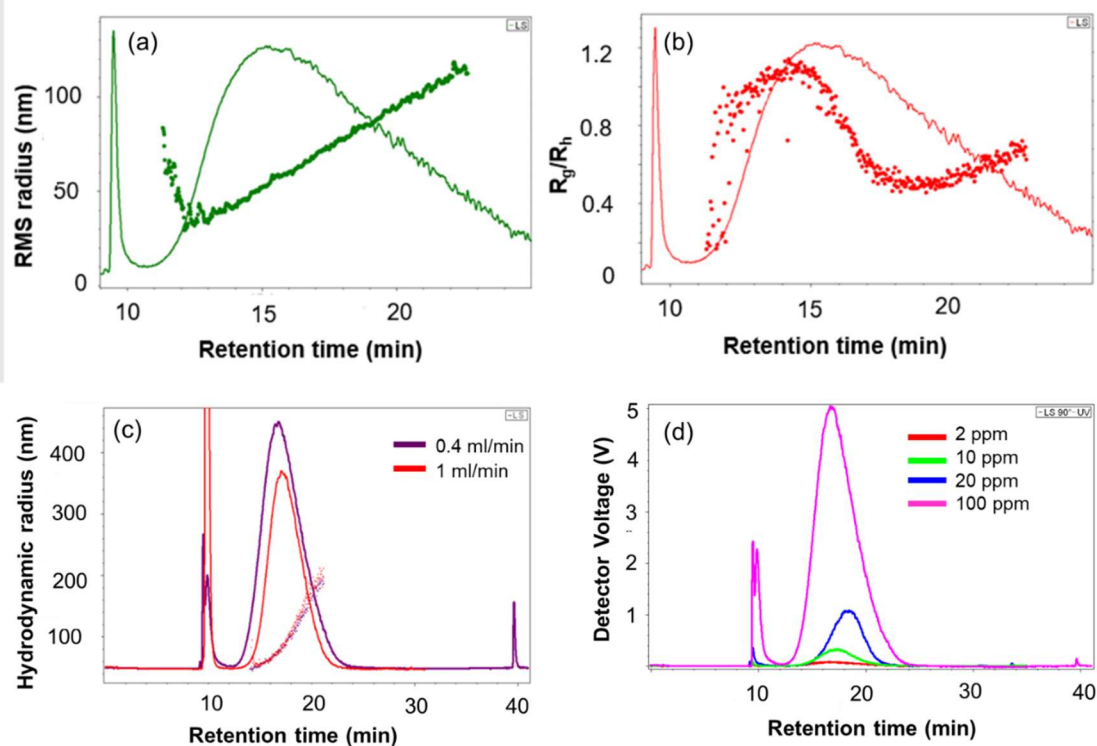 (a)
LS
RMS radius (nm)
100
50
0
10 15 20
Retention time (min)
(b)
LS
Rg/Rh
1.2
0.8
0.4
0
10 15 20
Retention time (min)
(c)
LS
Hydrodynamic radius (nm)
400
300
200
100
0.4 ml/min
1 ml/min
10 20 30 40
Retention time (min)
(d)
LS 90°
UV
Detector Voltage (V)
5
4
3
2
1
2 ppm
10 ppm
20 ppm
100 ppm
10 20 30 40
Retention time (min)